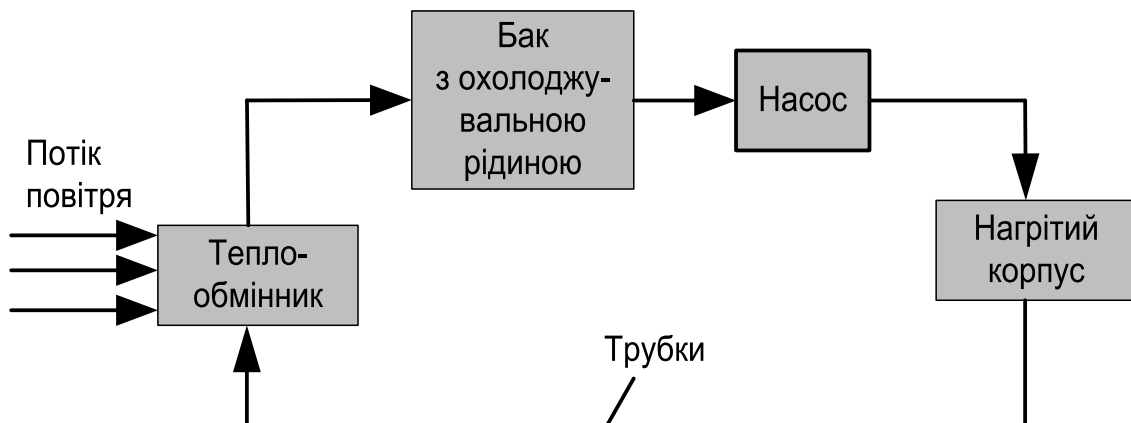 Бак
з охолоджу-
вальною
рідиною
Насос
Потік
повітря
Тепло-
обмінник
Нагрітий
корпус
Трубки